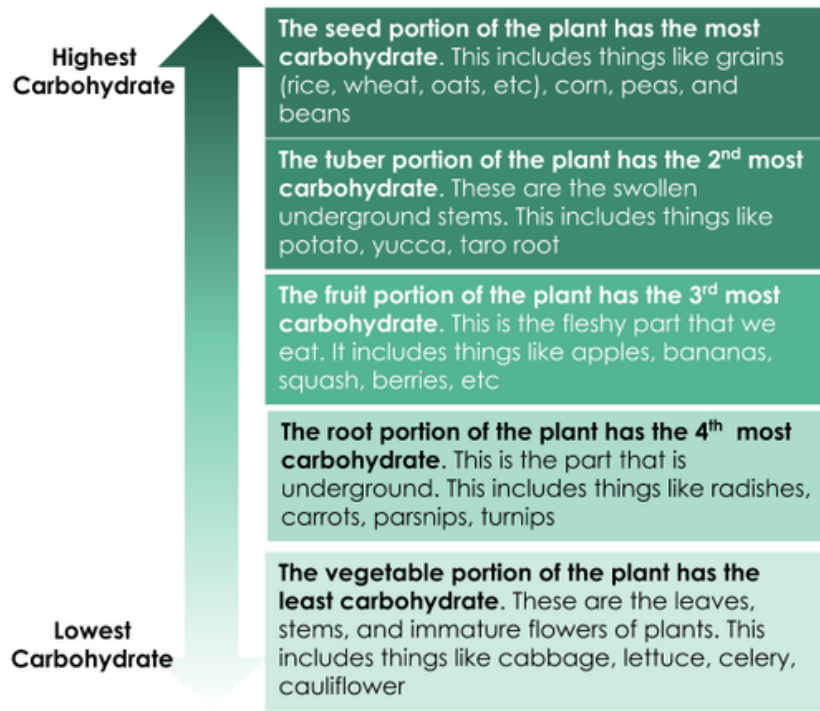 Highest
Carbohydrate
The seed portion of the plant has the most
carbohydrate. This includes things like grains
(rice, wheat, oats, etc), corn, peas, and
beans
The tuber portion of the plant has the 2nd most
carbohydrate. These are the swollen
underground stems. This includes things like
potato, yucca, taro root
The fruit portion of the plant has the 3rd most
carbohydrate. This is the fleshy part that we
eat. It includes things like apples, bananas,
squash, berries, etc
The root portion of the plant has the 4th most
carbohydrate. This is the part that is
underground. This includes things like radishes,
carrots, parsnips, turnips
The vegetable portion of the plant has the
least carbohydrate. These are the leaves,
stems, and immature flowers of plants. This
includes things like cabbage, lettuce, celery,
cauliflower
Lowest
Carbohydrate